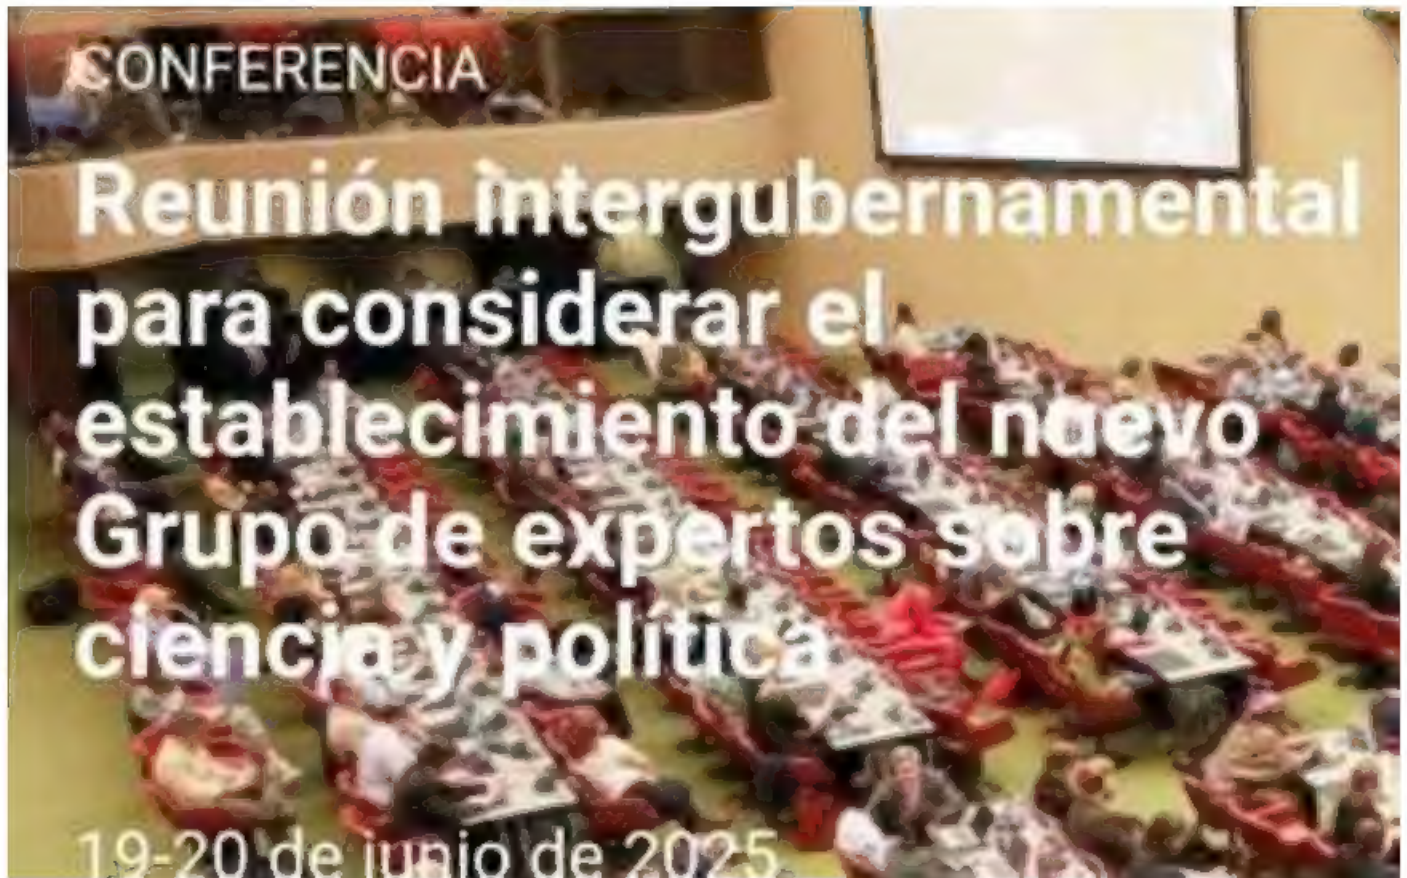 CONFERENCIA
Reunión intergubernamental
para considerar el
establecimiento del nuevo
Grupo de expertos sobre
ciencia y política
19-20 de junio de 2025